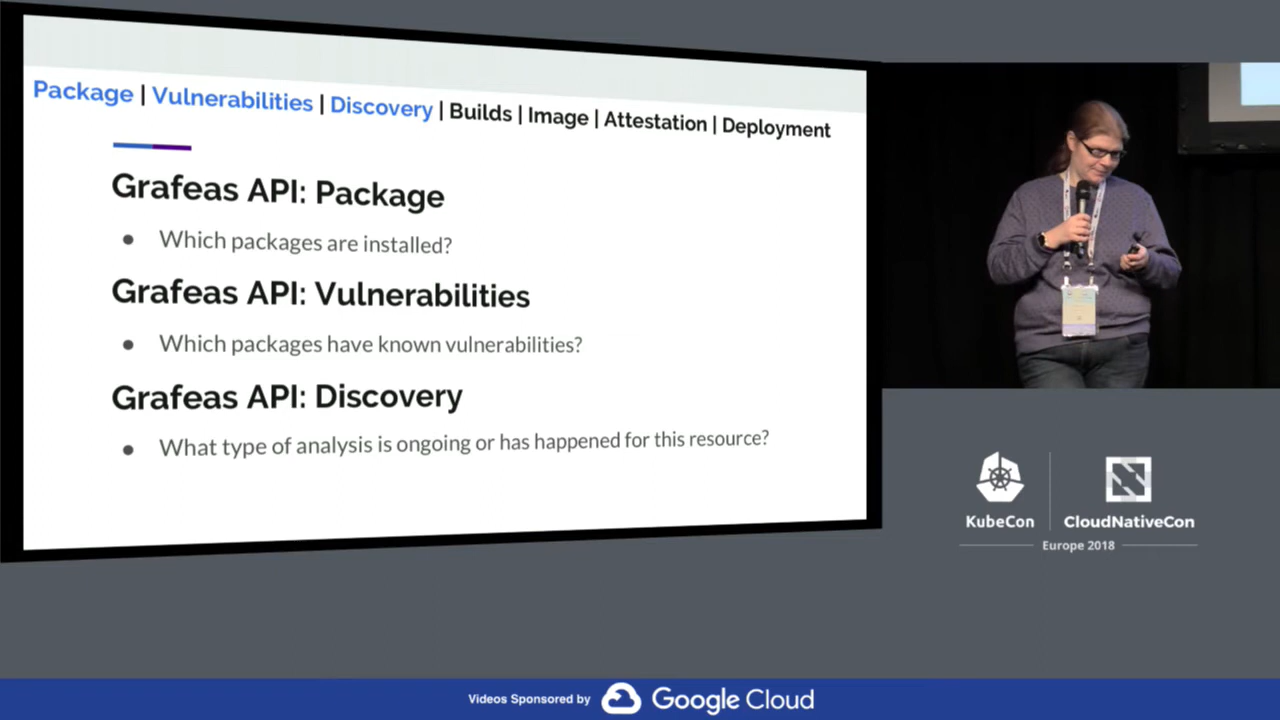 Package | Vulnerabilities | Discovery | Builds | Image | Attestation | Deployment
Grafeas API: Package
● Which packages are installed?
Grafeas API: Vulnerabilities
● Which packages have known vulnerabilities?
Grafeas API: Discovery
● What type of analysis is ongoing or has happened for this resource?
KubeCon
CloudNativeCon
Europe 2018
Videos Sponsored by Google Cloud